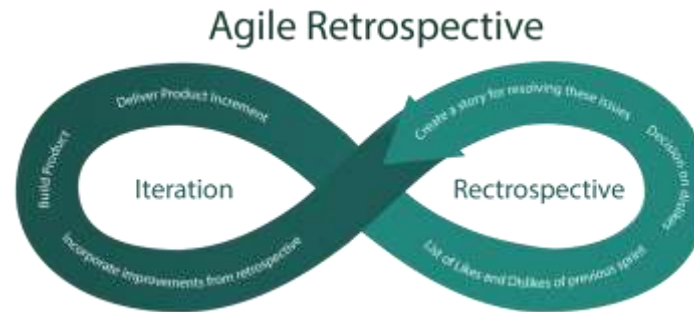 Agile Retrospective
Deliver Product Increment
Build Product
Iteration
Incorporate improvements from retrospective
Create a story for resolving these issues
Decision on dislikes
Rectrospective
List of Likes and Dislikes of previous sprint